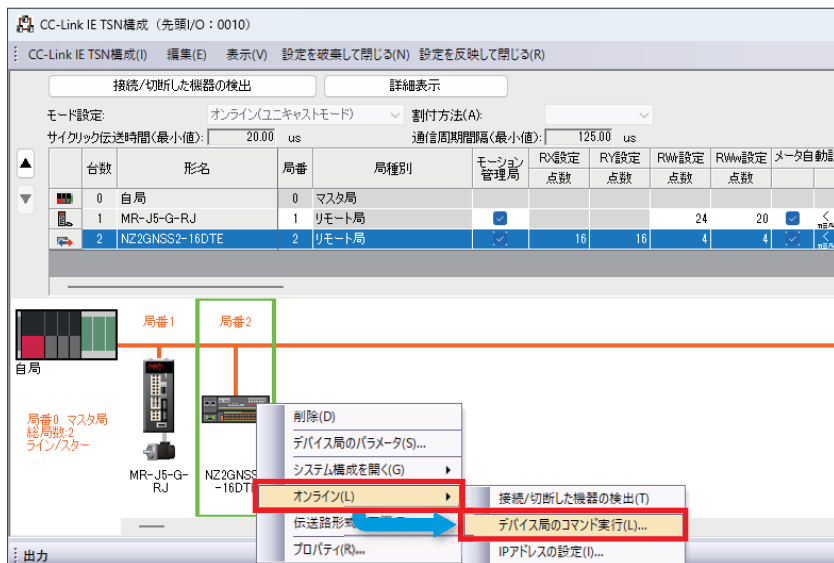 CC-Link IE TSN構成（先頭I/O：0010）
CC-Link IE TSN構成(I) 編集(E) 表示(V) 設定を破棄して閉じる(N) 設定を反映して閉じる(R)
接続/切断した機器の検出 詳細表示
モード設定: オンライン(ユニキャストモード) 割付方法(A):
サイクリック伝送時間(最小値): 20.00 us 通信周期間隔(最小値): 125.00 us
台数 形名 局番 局種別 モーション管理局 RX設定 RY設定 RWr設定 RWw設定
点数 点数 点数 点数
0 自局 0 マスタ局
1 MR-J5-G-RJ 1 リモート局 24 20
2 NZ2GNSS2-16DTE 2 リモート局 16 16 4 4
局番1 局番2
自局
局番0 マスタ局
総局数:2
ライン/スター
MR-J5-G-
RJ
NZ2GNSS
-16DT
削除(D)
デバイス局のパラメータ(S)...
システム構成を開く(G)
オンライン(L)
伝送路形式
プロパティ(R)...
接続/切断した機器の検出(T)
デバイス局のコマンド実行(L)...
IPアドレスの設定(I)...
出力